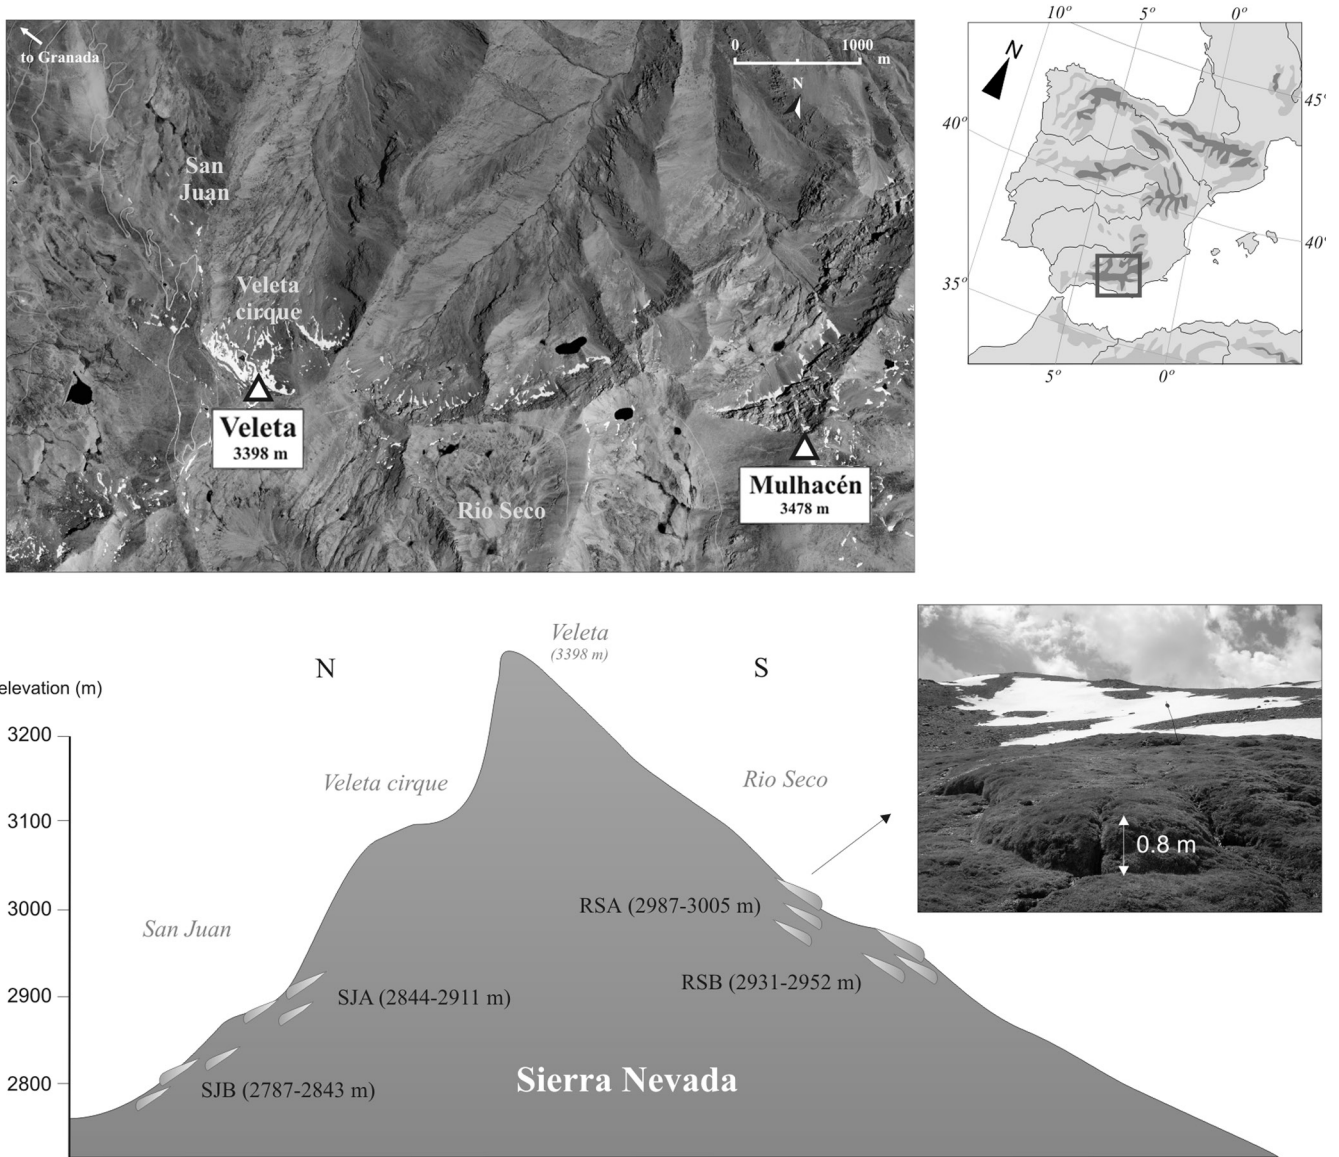 to Granada
0 1000
m
N
San
Juan
Veleta
cirque
Veleta
3398 m
Rio Seco
Mulhacén
3478 m
10º 5º 0º
N
45º
40º
40º
35º
5º 0º
Veleta
(3398 m)
N S
elevation (m)
3200
Veleta cirque
Rio Seco
3100
0.8 m
3000
RSA (2987-3005 m)
San Juan
RSB (2931-2952 m)
2900
SJA (2844-2911 m)
2800
SJB (2787-2843 m)
Sierra Nevada